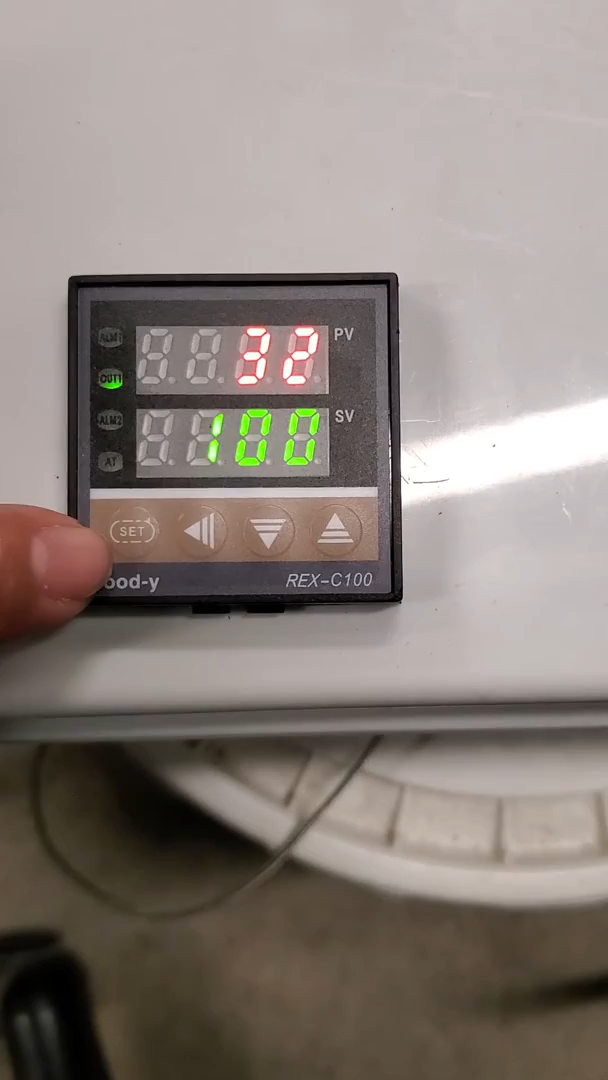 ALM1
32 PV
OUT1
ALM2
100 SV
AT
SET
ood-y REX-C100